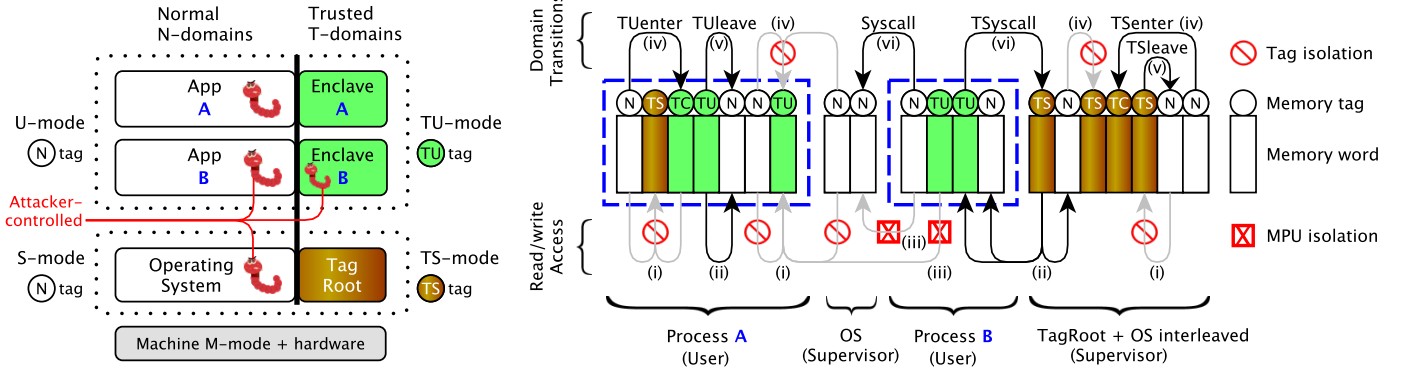 Normal
N-domains
Trusted
T-domains
App
A
Enclave
A
U-mode
N tag
TU-mode
TU tag
App
B
Enclave
B
Attacker-
controlled
S-mode
N tag
Operating
System
Tag
Root
TS-mode
TS tag
Machine M-mode + hardware
Domain
Transitions
TUenter
(iv)
TUleave
(v)
(iv)
Syscall
(vi)
TSyscall
(vi)
(iv)
TSenter (iv)
TSleave
(v)
N TS TC TU N N TU
N N
N TU TU N
TS N TS TC TS N N
Read/write
Access
(i)
(ii)
(i)
(iii)
(iii)
(ii)
(i)
Process A
(User)
OS
(Supervisor)
Process B
(User)
TagRoot + OS interleaved
(Supervisor)
Tag isolation
Memory tag
Memory word
MPU isolation